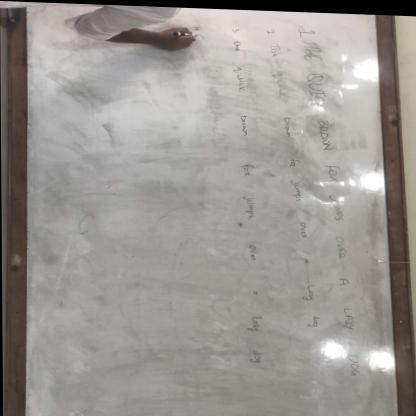 1. THE QUICK BROWN FOX JUMPS OVER A LAZY DOG
2. The quick brown fox jumps over a lazy dog
3. the quick brown fox jumps over a lazy dog